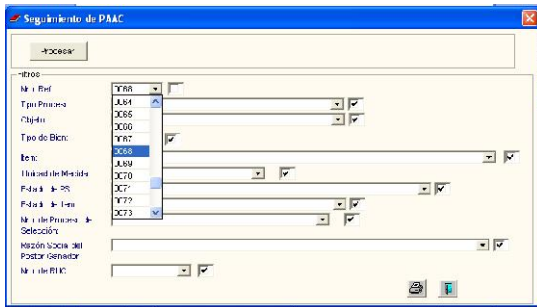 Seguimiento de PAAC
Procesar
Filtros
Nro. Ref. 0068
Tipo Proceso
0064
Objeto
0065
0066
Tipo de Bien:
0067
0068
Item:
0069
Unidad de Medida
0070
Estado de PS
0071
Estado de Item
0072
Nro. de Proceso de
Selección:
0073
Razón Social del
Postor Ganador
Nro. de RUC